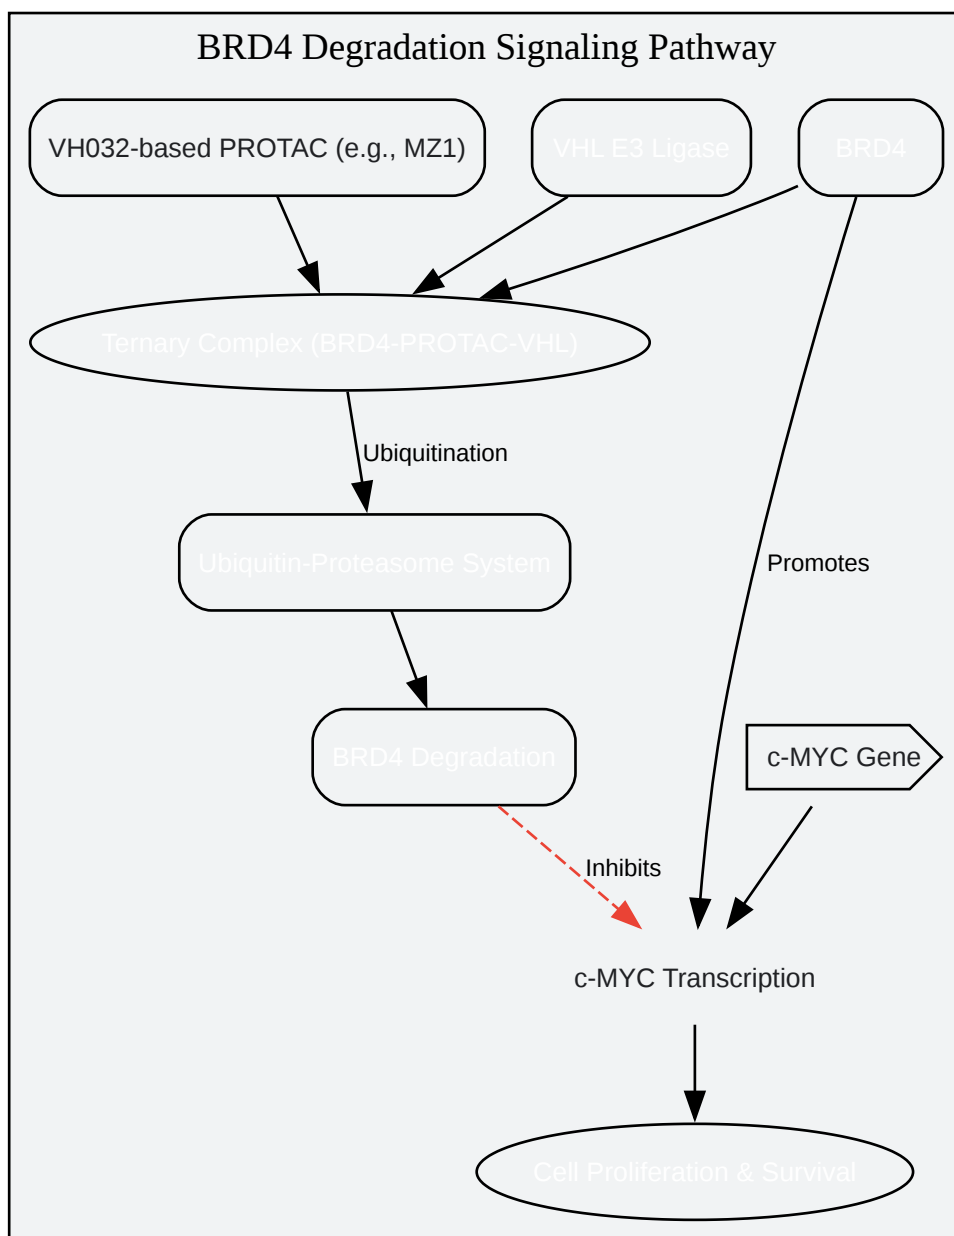 BRD4 Degradation Signaling Pathway
VH032-based PROTAC (e.g., MZ1)
VHL E3 Ligase
BRD4
Ternary Complex (BRD4-PROTAC-VHL)
Ubiquitination
Ubiquitin-Proteasome System
Promotes
BRD4 Degradation
c-MYC Gene
Inhibits
c-MYC Transcription
Cell Proliferation & Survival